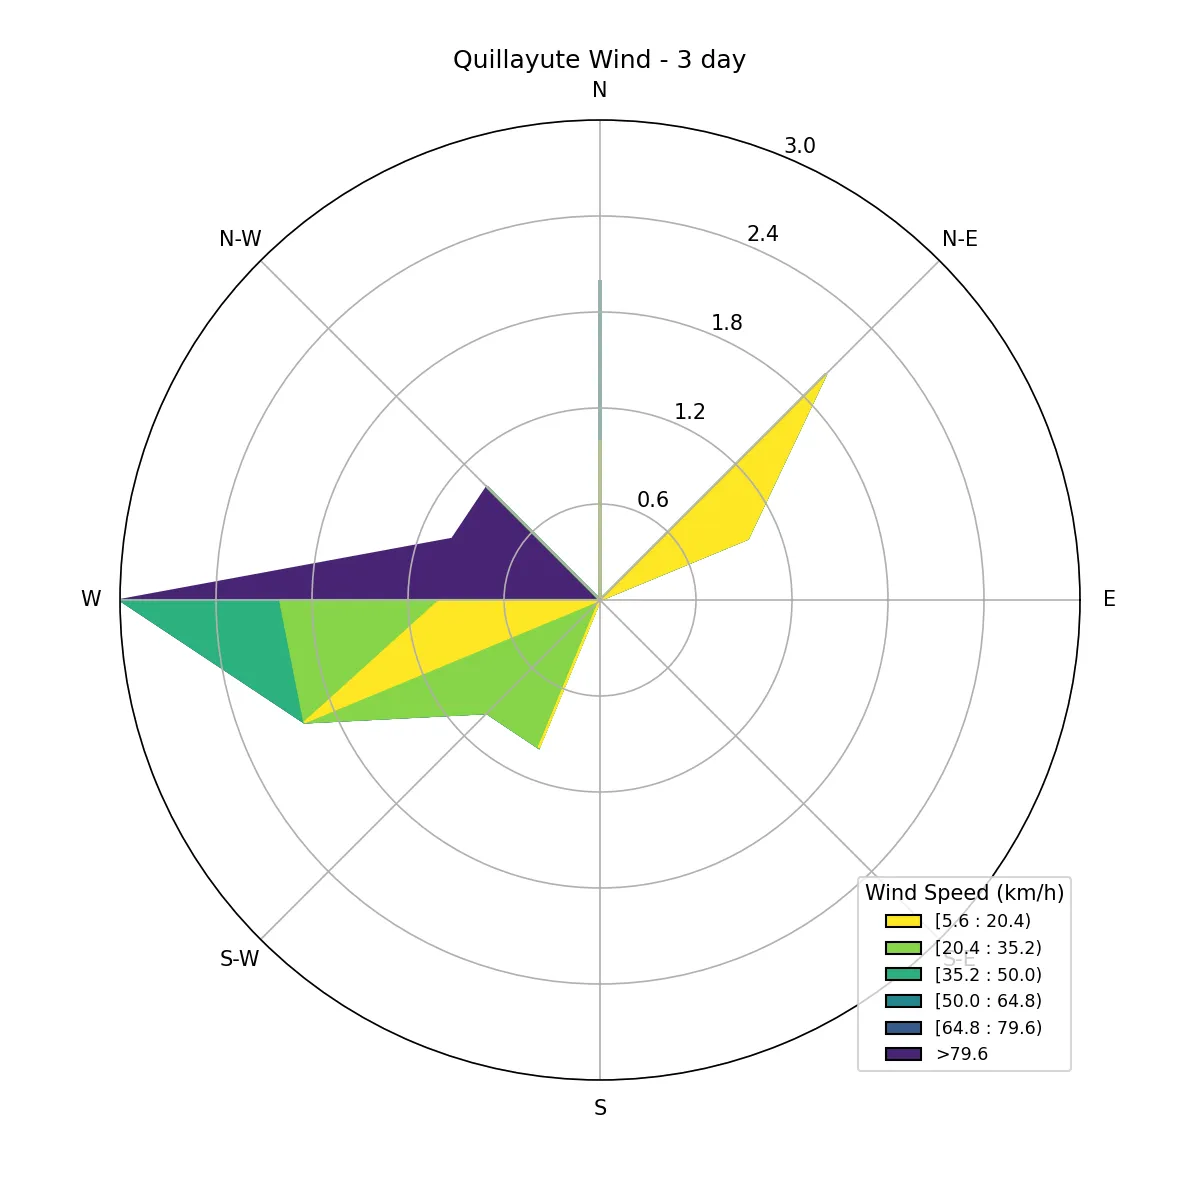 Quillayute Wind - 3 day
N
3.0
N-W
2.4
N-E
1.8
1.2
0.6
W
E
Wind Speed (km/h)
[5.6 : 20.4)
[20.4 : 35.2)
S-W
S-E
[35.2 : 50.0)
[50.0 : 64.8)
[64.8 : 79.6)
>79.6
S